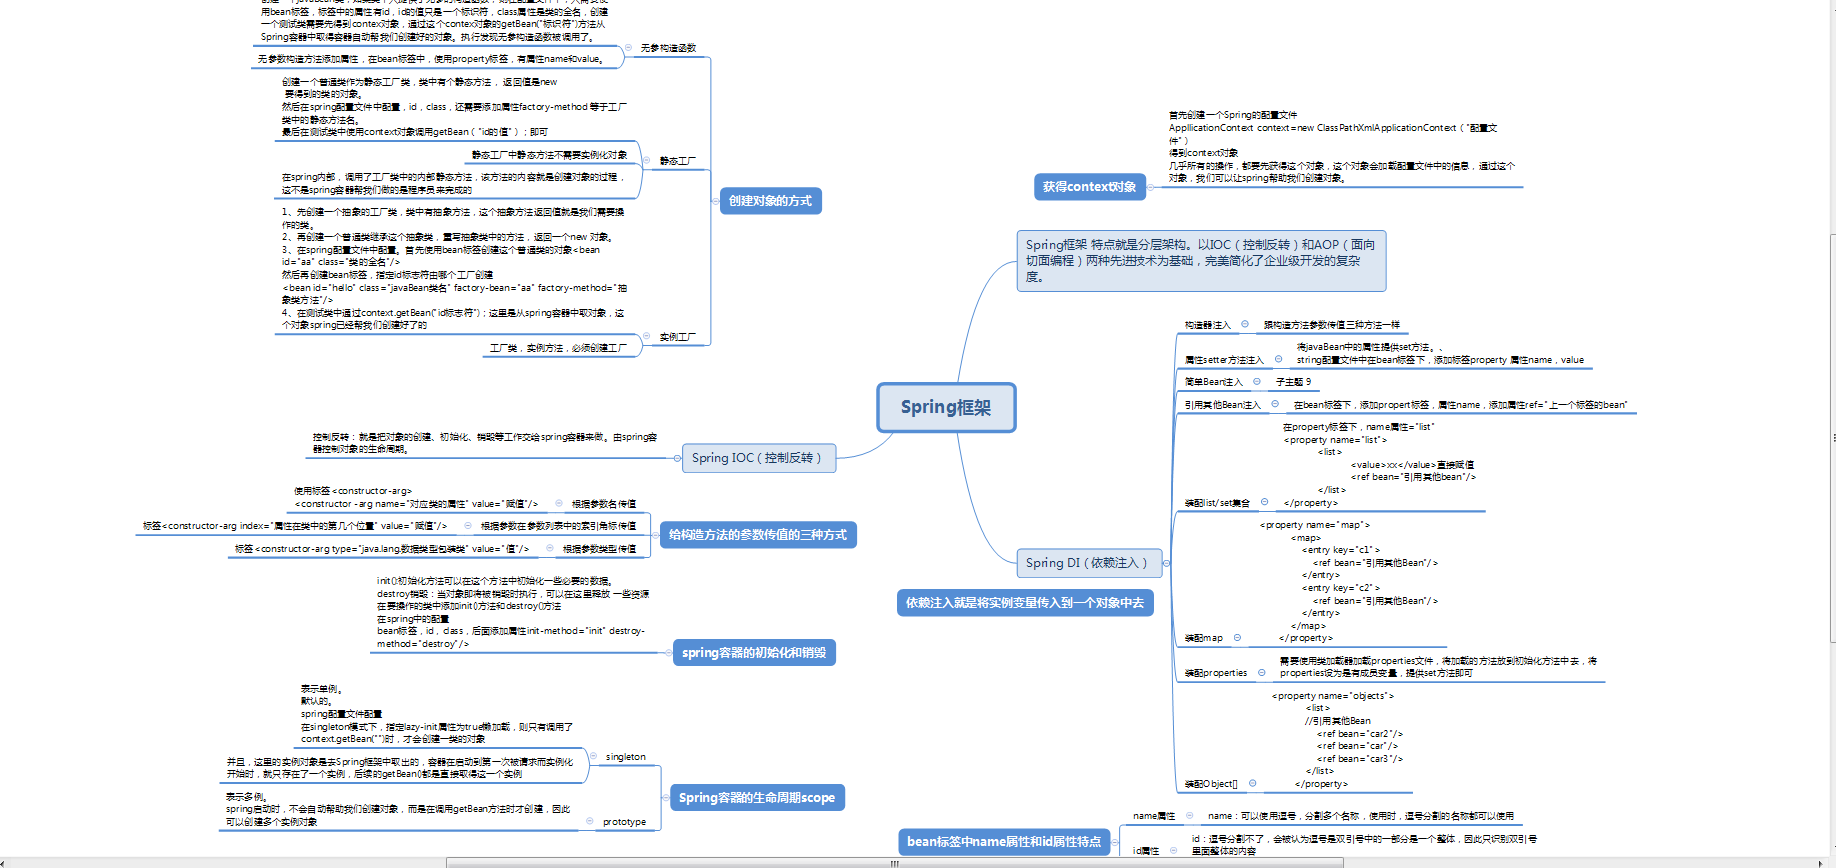 用bean标签，标签中的属性有id，id的值只是一个标识符，class属性是类的全名，创建
一个测试类需要先得到contex对象，通过这个contex对象的getBean("标识符")方法从
Spring容器中取得容器自动帮我们创建好的对象。执行发现无参构造函数被调用了。
无参构造函数
无参数构造方法添加属性，在bean标签中，使用property标签，有属性name和value。
创建一个普通类作为静态工厂类，类中有个静态方法， 返回值是new
要得到的类的对象。
然后在spring配置文件中配置，id，class，还需要添加属性factory-method 等于工厂
类中的静态方法名。
最后在测试类中使用context对象调用getBean（ "id的值"）；即可
静态工厂中静态方法不需要实例化对象
静态工厂
在spring内部，调用了工厂类中的内部静态方法，该方法的内容就是创建对象的过程，
这不是spring容器帮我们做的是程序员来完成的
创建对象的方式
1、先创建一个抽象的工厂类，类中有抽象方法，这个抽象方法返回值就是我们需要操
作的类。
2、再创建一个普通类继承这个抽象类，重写抽象类中的方法，返回一个new 对象。
3、在spring配置文件中配置。首先使用bean标签创建这个普通类的对象<bean
id="aa" class="类的全名"/>
然后再创建bean标签，指定id标志符由哪个工厂创建
<bean id="hello" class="javaBean类名" factory-bean="aa" factory-method="抽
象类方法"/>
4、在测试类中通过context.getBean("id标志符")；这里是从spring容器中取对象，这
个对象spring已经帮我们创建好了的
实例工厂
工厂类，实例方法，必须创建工厂
首先创建一个Spring的配置文件
AppllicationContext context=new ClassPathXmlApplicationContext（"配置文
件"）
得到context对象
几乎所有的操作，都要先获得这个对象，这个对象会加载配置文件中的信息，通过这个
对象，我们可以让spring帮助我们创建对象。
获得context对象
Spring框架 特点就是分层架构。以IOC（控制反转）和AOP（面向
切面编程）两种先进技术为基础，完美简化了企业级开发的复杂
度。
Spring框架
控制反转：就是把对象的创建、初始化、销毁等工作交给spring容器来做。由spring容
器控制对象的生命周期。
Spring IOC（控制反转）
使用标签<constructor-arg>
<constructor -arg name="对应类的属性" value="赋值"/>
根据参数名传值
标签<constructor-arg index="属性在类中的第几个位置" value="赋值"/>
根据参数在参数列表中的索引角标传值
标签<constructor-arg type="java.lang.数据类型包装类" value="值"/>
根据参数类型传值
给构造方法的参数传值的三种方式
init():初始化方法可以在这个方法中初始化一些必要的数据。
destroy销毁：当对象即将被销毁时执行，可以在这里释放 一些资源
在要操作的类中添加init()方法和destroy()方法
在spring中的配置
bean标签，id，class，后面添加属性init-method="init" destroy-
method="destroy"/>
spring容器的初始化和销毁
表示单例。
默认的。
spring配置文件配置
在singleton模式下，指定lazy-init属性为true懒加载，则只有调用了
context.getBean("")时，才会创建一类的对象
singleton
并且，这里的实例对象是去Spring框架中取出的，容器在启动到第一次被请求而实例化
开始时，就只存在了一个实例，后续的getBean()都是直接取得这一个实例
Spring容器的生命周期scope
表示多例。
spring启动时，不会自动帮助我们创建对象，而是在调用getBean方法时才创建，因此
可以创建多个实例对象
prototype
构造器注入
跟构造方法参数传值三种方法一样
属性setter方法注入
将javaBean中的属性提供set方法。、
string配置文件中在bean标签下，添加标签property 属性name，value
简单Bean注入
子主题 9
引用其他Bean注入
在bean标签下，添加propert标签，属性name，添加属性ref="上一个标签的bean"
在property标签下，name属性="list"
<property name="list">
<list>
<value>xx</value>直接赋值
<ref bean="引用其他bean"/>
</list>
</property>
装配list/set集合
<property name="map">
<map>
<entry key="c1">
<ref bean="引用其他Bean"/>
</entry>
<entry key="c2">
<ref bean="引用其他Bean"/>
</entry>
</map>
</property>
装配map
Spring DI（依赖注入）
依赖注入就是将实例变量传入到一个对象中去
需要使用类加载器加载properties文件，将加载的方法放到初始化方法中去，将
properties设为是有成员变量，提供set方法即可
装配properties
<property name="objects">
<list>
//引用其他Bean
<ref bean="car2"/>
<ref bean="car"/>
<ref bean="car3"/>
</list>
</property>
装配Object[]
name属性
name：可以使用逗号，分割多个名称，使用时，逗号分割的名称都可以使用
bean标签中name属性和id属性特点
id属性
id：逗号分割不了，会被认为逗号是双引号中的一部分是一个整体，因此只识别双引号
里面整体的内容